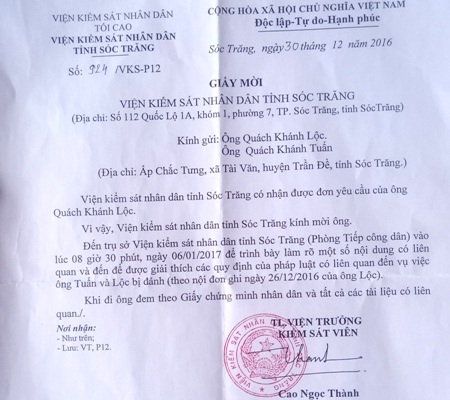 VIỆN KIỂM SÁT NHÂN DÂN
TỐI CAO
VIỆN KIỂM SÁT NHÂN DÂN
TỈNH SÓC TRĂNG
Số: 924 /VKS-P12
CỘNG HÒA XÃ HỘI CHỦ NGHĨA VIỆT NAM
Độc lập-Tự do-Hạnh phúc
Sóc Trăng, ngày 30 tháng 12 năm 2016
GIẤY MỜI
VIỆN KIỂM SÁT NHÂN DÂN TỈNH SÓC TRĂNG
(Địa chỉ: Số 112 Quốc Lộ 1A, khóm 1, phường 7, TP. Sóc Trăng, tỉnh SócTrăng)
Kính gửi: Ông Quách Khánh Lộc.
Ông Quách Khánh Tuấn
(Địa chỉ: Ấp Chắc Tưng, xã Tài Văn, huyện Trần Đề, tỉnh Sóc Trăng.)
Viện kiểm sát nhân dân tỉnh Sóc Trăng có nhận được đơn yêu cầu của ông
Quách Khánh Lộc.
Vì vậy, Viện kiểm sát nhân dân tỉnh Sóc Trăng kính mời ông.
Đến trụ sở Viện kiểm sát nhân dân tỉnh Sóc Trăng (Phòng Tiếp công dân) vào
lúc 08 giờ 30 phút, ngày 06/01/2017 để trình bày làm rõ một số nội dung có liên
quan và đến để được giải thích các quy định của pháp luật có liên quan đến vụ việc
ông Tuấn và Lộc bị đánh (theo nội đơn ghi ngày 26/12/2016 của ông Lộc).
Khi đi ông đem theo Giấy chứng minh nhân dân và tất cả các tài liệu có liên
quan./.
Nơi nhận:
- Như trên;
- Lưu: VT, P12.
TL.VIỆN TRƯỞNG
KIỂM SÁT VIÊN
Cao Ngọc Thành